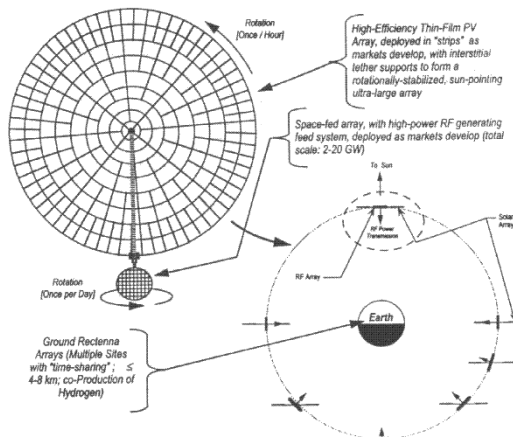 Rotation
[Once / Hour]
High-Efficiency Thin-Film PV
Array, deployed in "strips" as
markets develop, with interstitial
tether supports to form a
rotationally-stabilized, sun-pointing
ultra-large array
Space-fed array, with high-power RF generating
feed system, deployed as markets develop (total
scale: 2-20 GW)
To Sun
Solar
Array
RF Power
Transmission
RF Array
Rotation
[Once per Day]
Earth
Ground Rectenna
Arrays (Multiple Sites
with "time-sharing" ; ≤
4-8 km; co-Production of
Hydrogen)